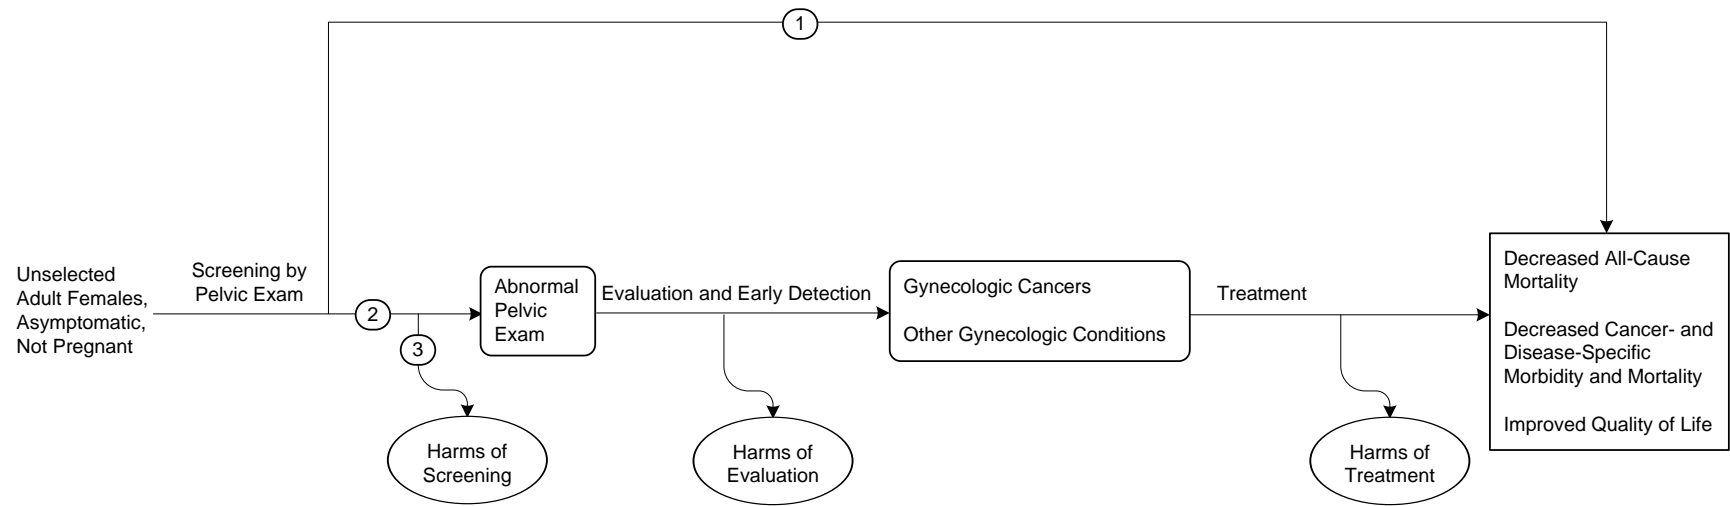 1
Unselected
Adult Females,
Asymptomatic,
Not Pregnant
Screening by
Pelvic Exam
2
3
Harms of
Screening
Abnormal
Pelvic
Exam
Evaluation and Early Detection
Harms of
Evaluation
Gynecologic Cancers
Other Gynecologic Conditions
Treatment
Harms of
Treatment
Decreased All-Cause
Mortality
Decreased Cancer- and
Disease-Specific
Morbidity and Mortality
Improved Quality of Life